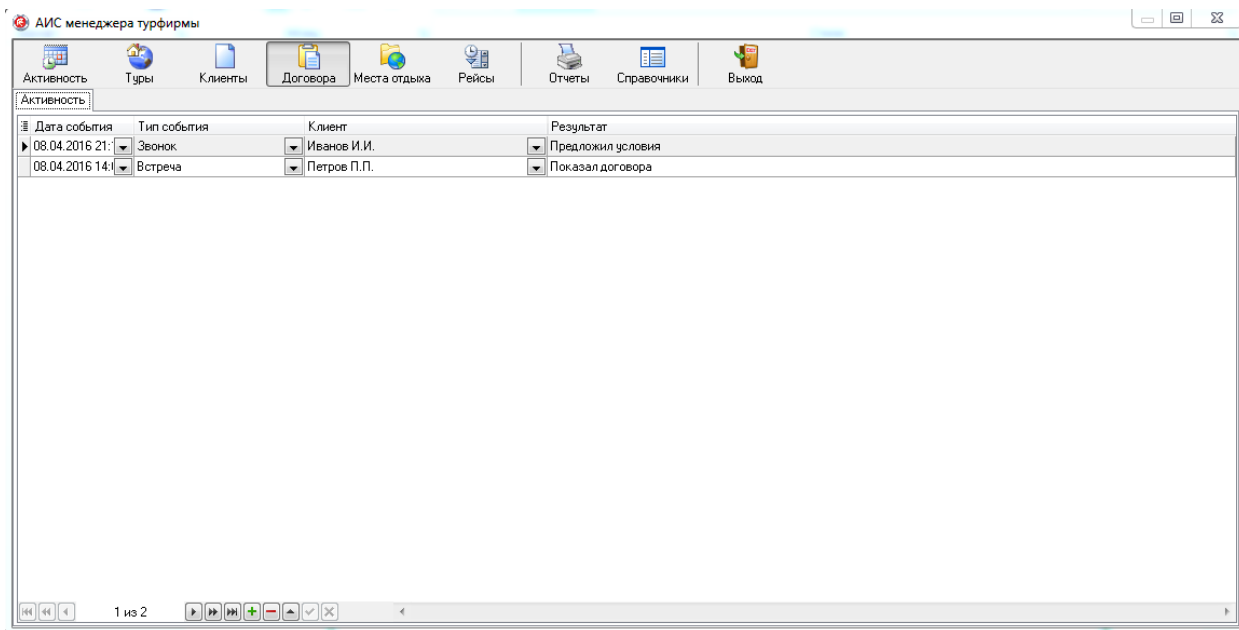 АИС менеджера турфирмы
Активность Туры Клиенты Договора Места отдыха Рейсы Отчеты Справочники Выход
Активность
Дата события Тип события Клиент Результат
08.04.2016 21: Звонок Иванов И.И. Предложил условия
08.04.2016 14: Встреча Петров П.П. Показал договора
1 из 2